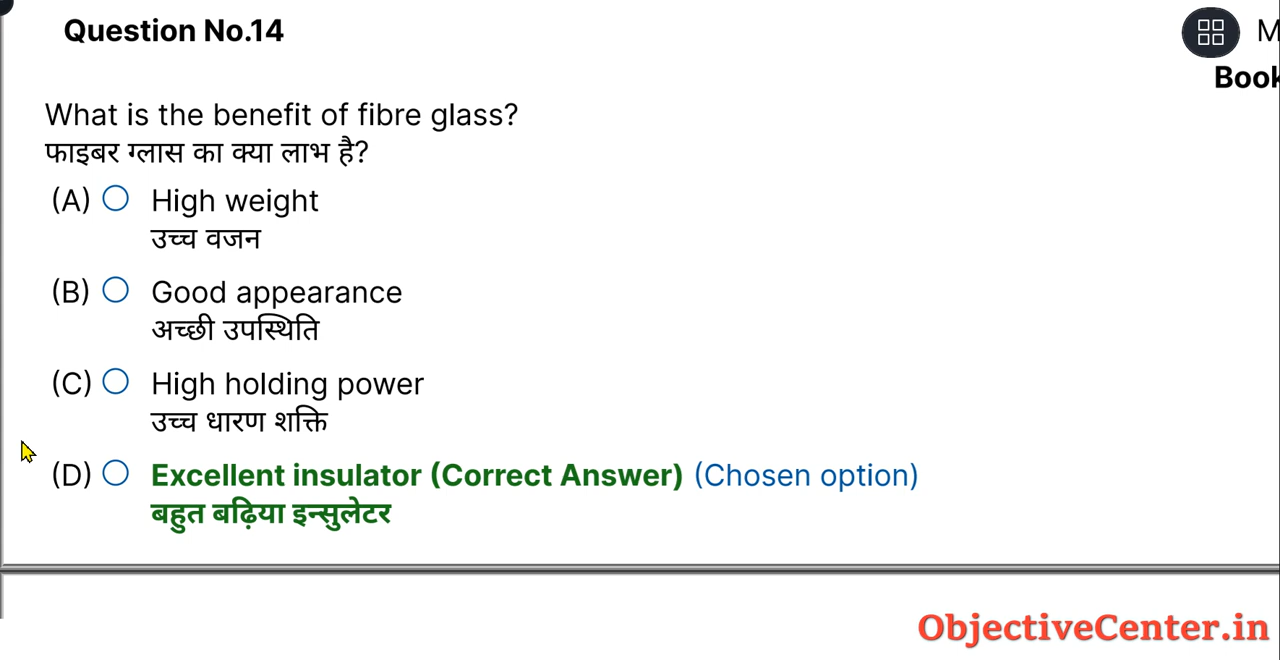 Question No.14
M
Book
What is the benefit of fibre glass?
फाइबर ग्लास का क्या लाभ है?
(A) High weight
उच्च वजन
(B) Good appearance
अच्छी उपस्थिति
(C) High holding power
उच्च धारण शक्ति
(D) Excellent insulator (Correct Answer) (Chosen option)
बहुत बढ़िया इन्सुलेटर
ObjectiveCenter.in